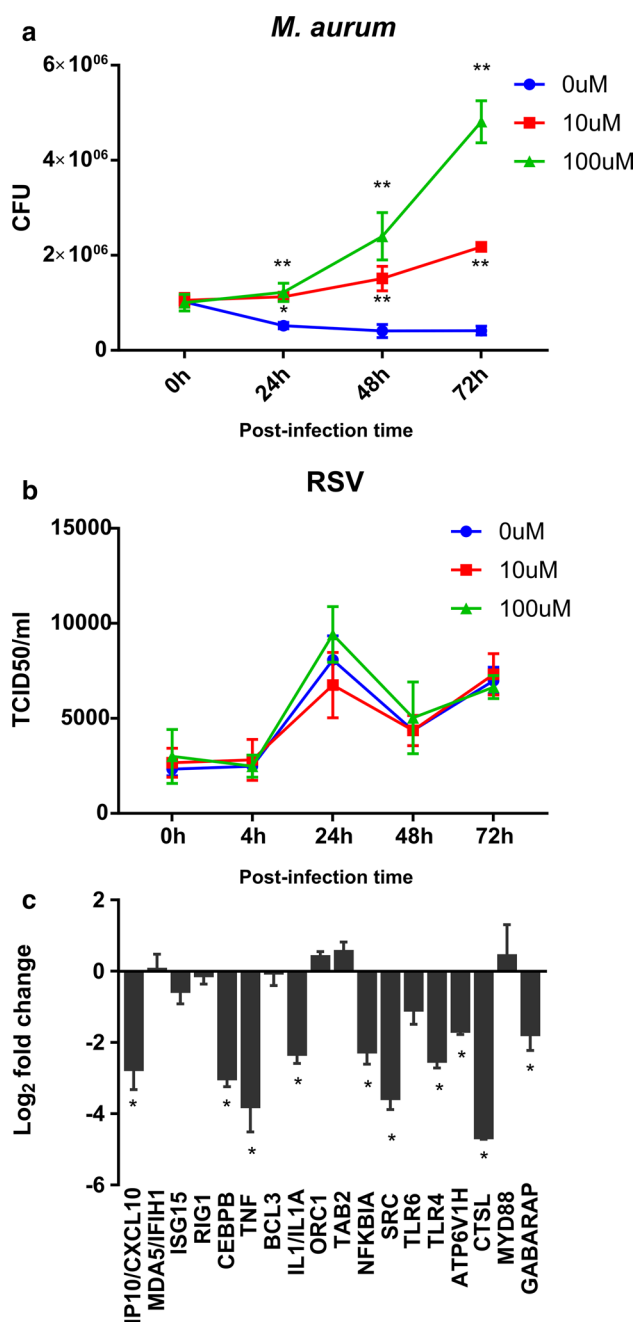 a
M. aurum
6×10⁰⁶
4×10⁰⁶
2×10⁰⁶
0
CFU
**
**
**
*
**
**
0uM
10uM
100uM
0h
24h
48h
72h
Post-infection time
b
RSV
15000
10000
5000
0
TCID50/ml
0uM
10uM
100uM
0h
4h
24h
48h
72h
Post-infection time
c
2
0
-2
-4
-6
Log₂ fold change
*
*
*
*
*
*
*
*
*
*
IP10/CXCL10
MDA5/IFIH1
ISG15
RIG1
CEBPB
TNF
BCL3
IL1/IL1A
ORC1
TAB2
NFKBIA
SRC
TLR6
TLR4
ATP6V1H
CTSL
MYD88
GABARAP